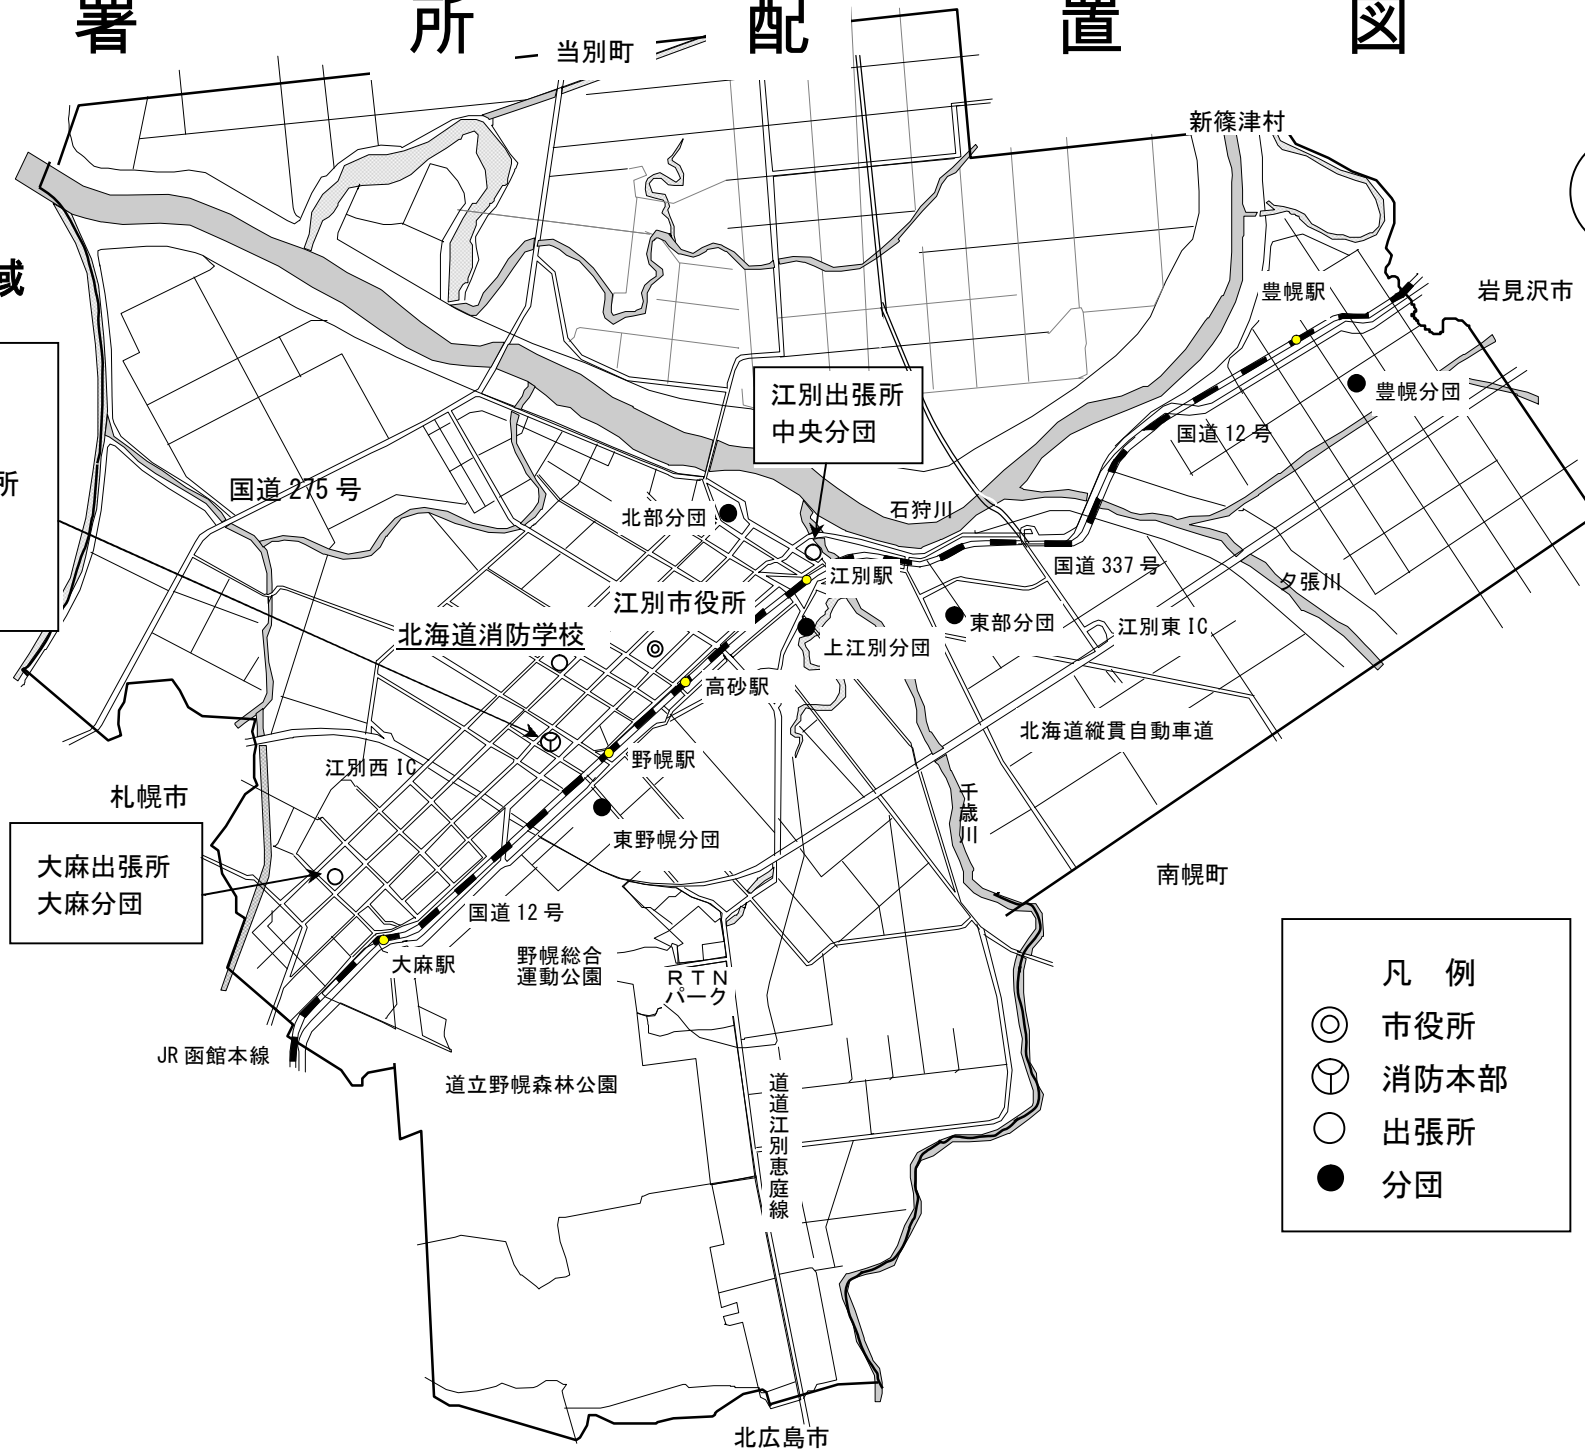 署所配置図
当別町
新篠津村
域
豊幌駅
岩見沢市
江別出張所
中央分団
豊幌分団
国道12号
所
国道275号
北部分団
石狩川
江別駅
国道337号
夕張川
江別市役所
北海道消防学校
東部分団
江別東IC
上江別分団
高砂駅
北海道縦貫自動車道
野幌駅
江別西IC
札幌市
千歳川
東野幌分団
大麻出張所
大麻分団
南幌町
国道12号
野幌総合
運動公園
大麻駅
RTN
パーク
JR函館本線
道立野幌森林公園
道道江別恵庭線
北広島市
凡 例
市役所
消防本部
出張所
分団